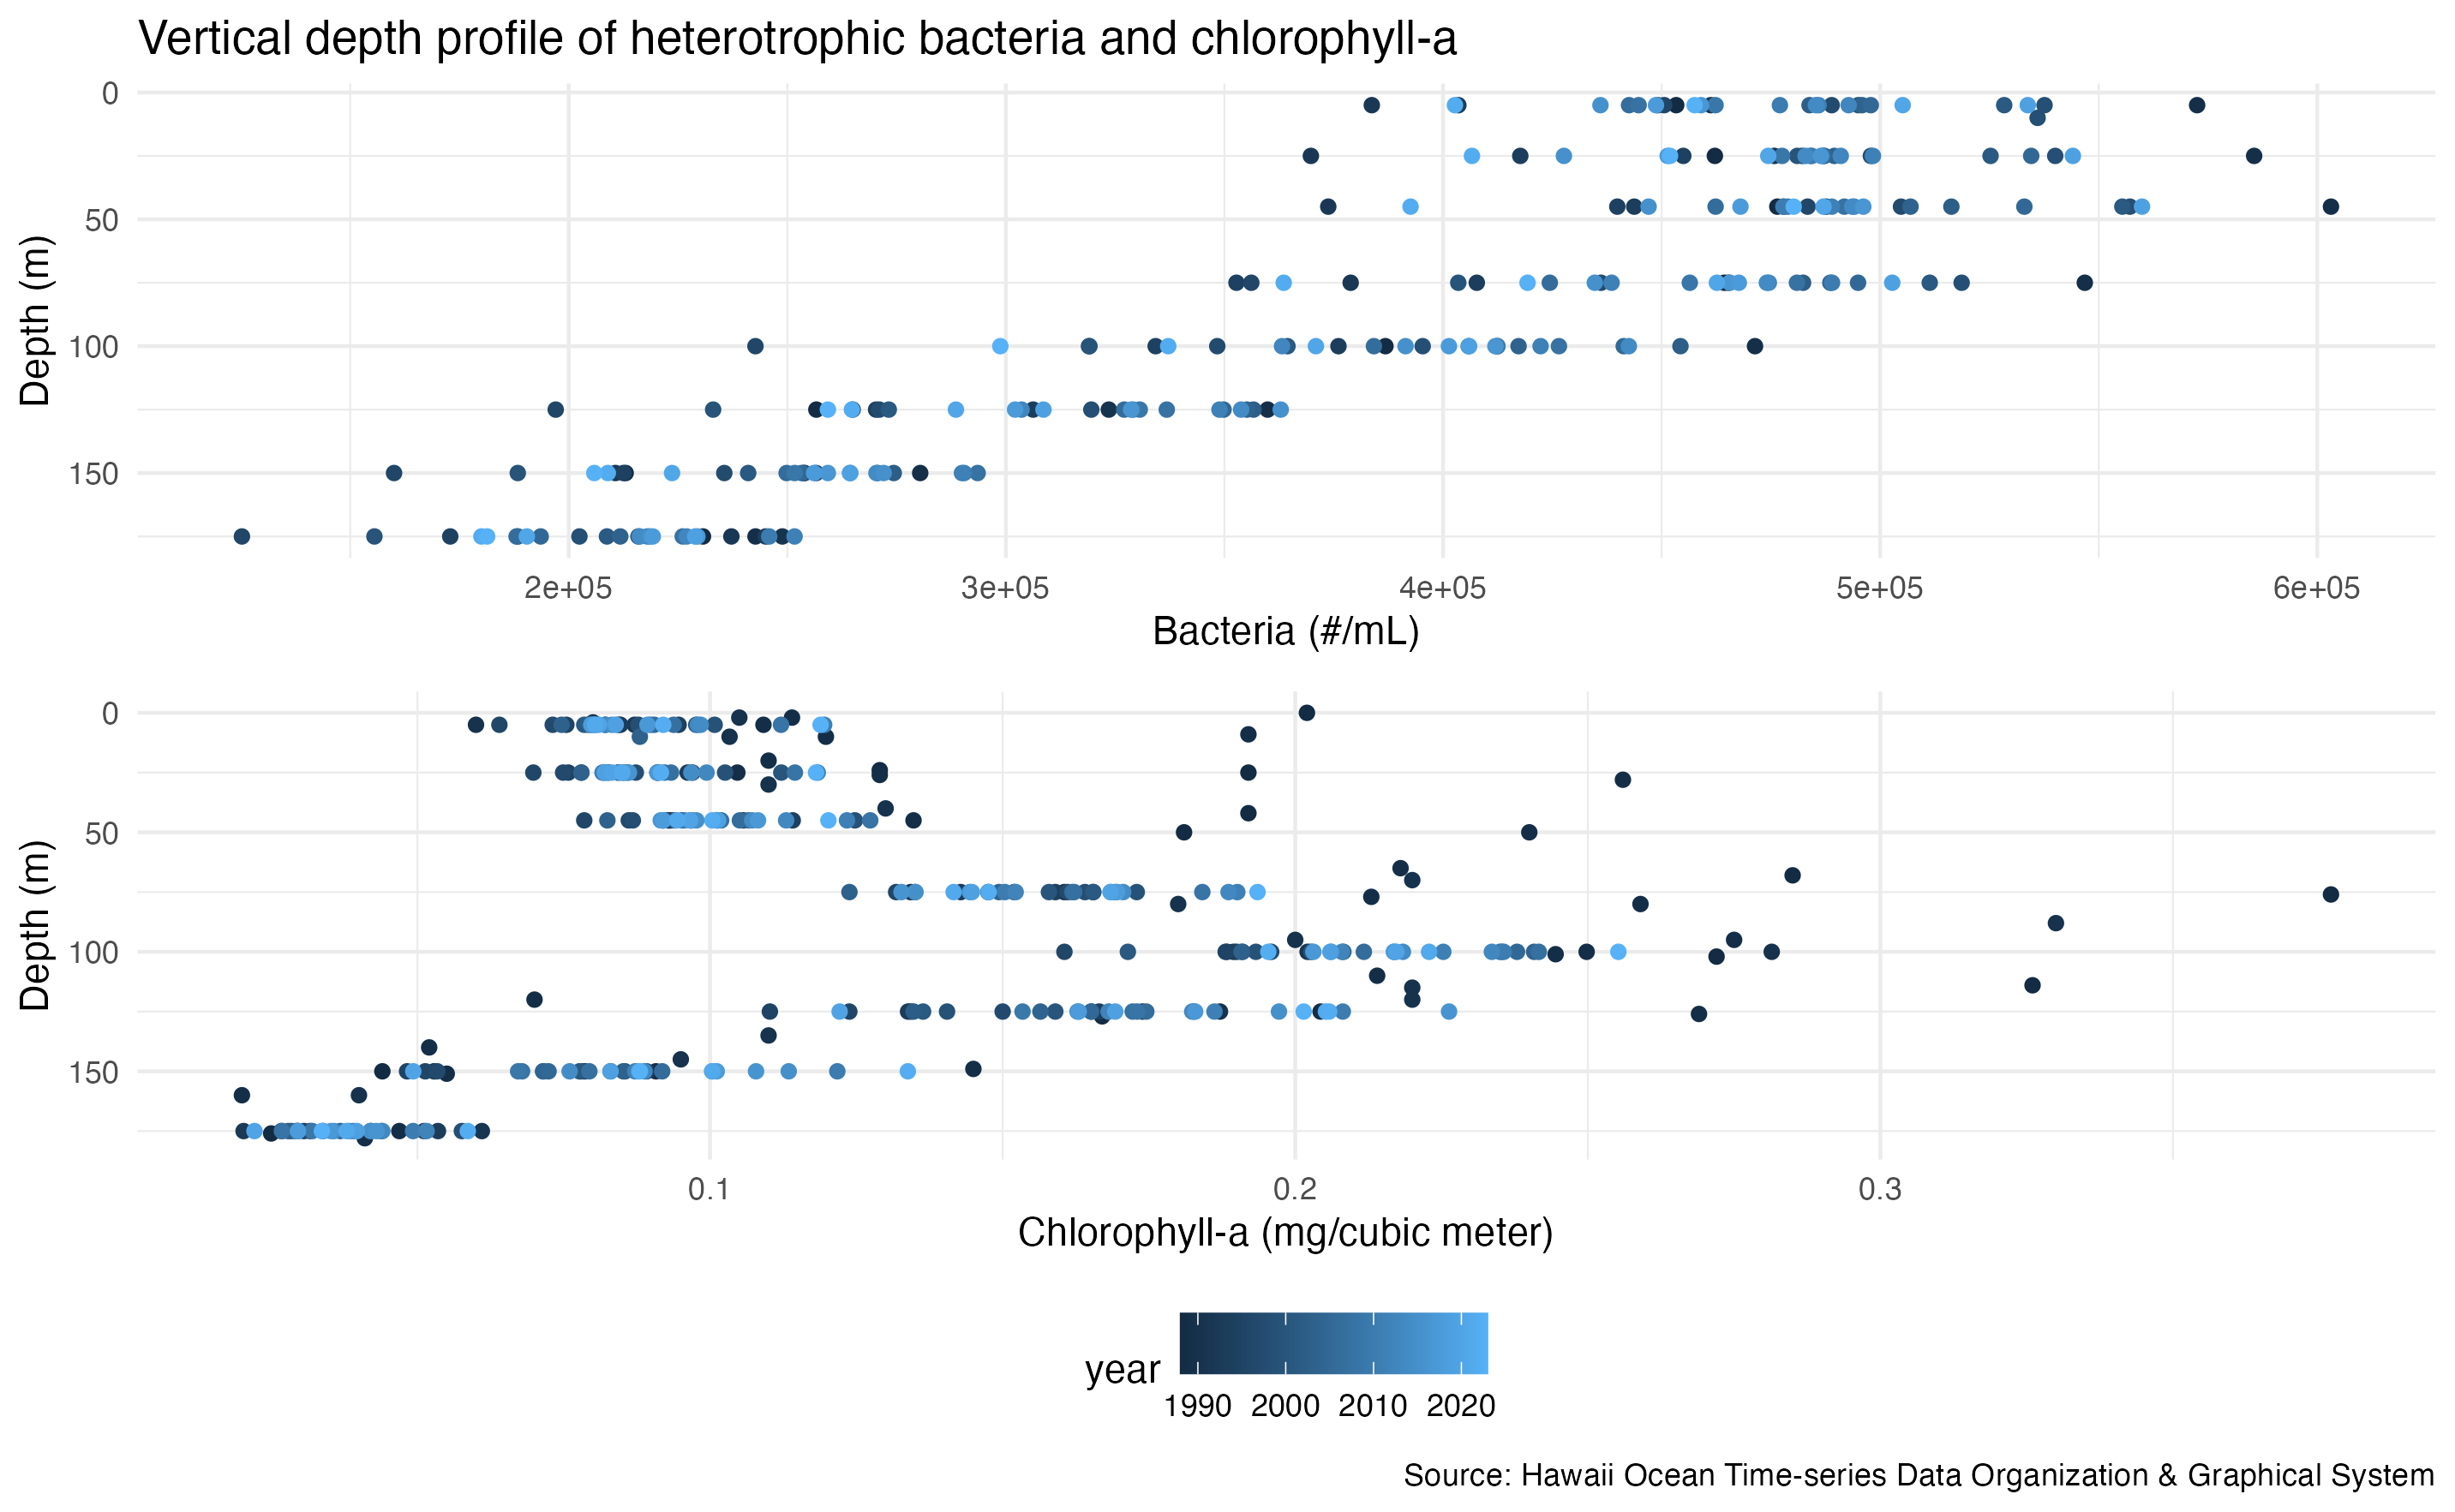 Vertical depth profile of heterotrophic bacteria and chlorophyll-a
0
50
100
150
Depth (m)
2e+05 3e+05 4e+05 5e+05 6e+05
Bacteria (#/mL)
0
50
100
150
Depth (m)
0.1 0.2 0.3
Chlorophyll-a (mg/cubic meter)
year
1990 2000 2010 2020
Source: Hawaii Ocean Time-series Data Organization & Graphical System